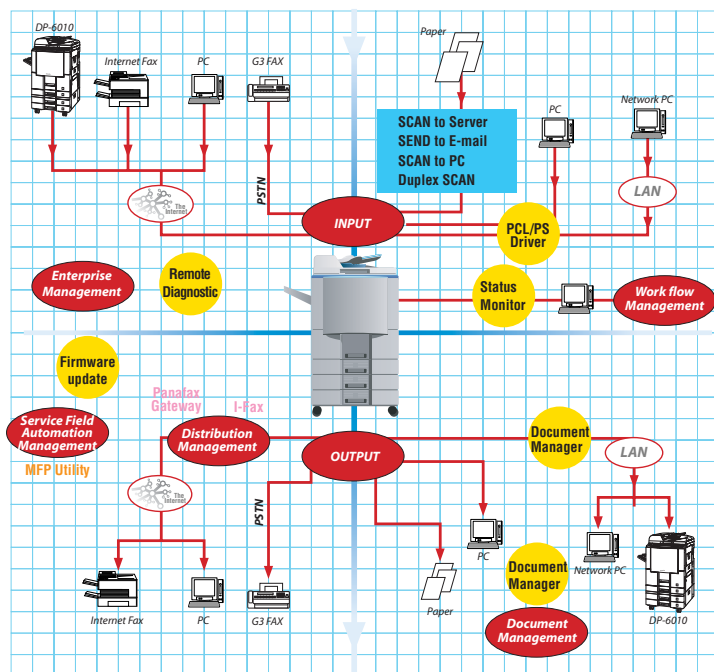 DP-6010
Internet Fax
PC
G3 FAX
Paper
PC
Network PC
SCAN to Server
SEND to E-mail
SCAN to PC
Duplex SCAN
The
Internet
PSTN
LAN
INPUT
PCL/PS
Driver
Enterprise
Management
Remote
Diagnostic
Status
Monitor
Work flow
Management
Firmware
update
Panafax
Gateway
I-Fax
Service Field
Automation
Management
MFP Utility
Distribution
Management
OUTPUT
Document
Manager
LAN
The
Internet
PSTN
PC
Network PC
Document
Manager
Internet Fax
PC
G3 FAX
Paper
Document
Management
DP-6010